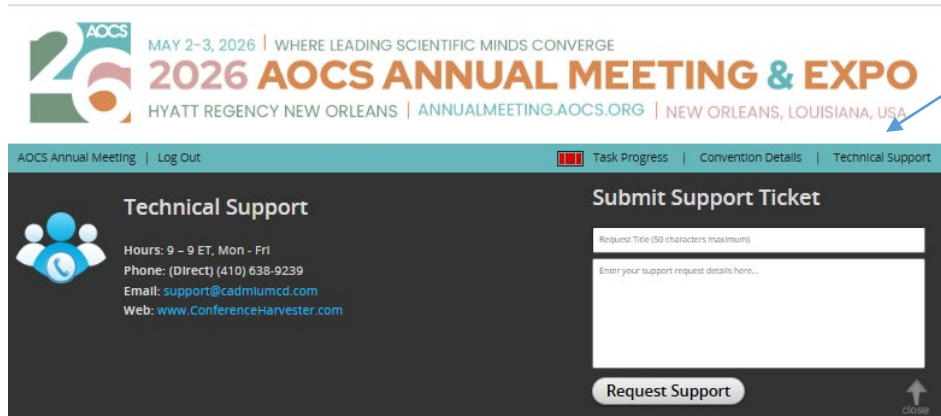 AOCS
26
MAY 2-3, 2026 | WHERE LEADING SCIENTIFIC MINDS CONVERGE
2026 AOCS ANNUAL MEETING & EXPO
HYATT REGENCY NEW ORLEANS | ANNUALMEETING.AOCS.ORG | NEW ORLEANS, LOUISIANA, USA
AOCS Annual Meeting | Log Out
Task Progress | Convention Details | Technical Support
Technical Support
Hours: 9 – 9 ET, Mon - Fri
Phone: (Direct) (410) 638-9239
Email: support@cadmiumcd.com
Web: www.ConferenceHarvester.com
Submit Support Ticket
Request Title (50 characters maximum)
Enter your support request details here...
Request Support
close